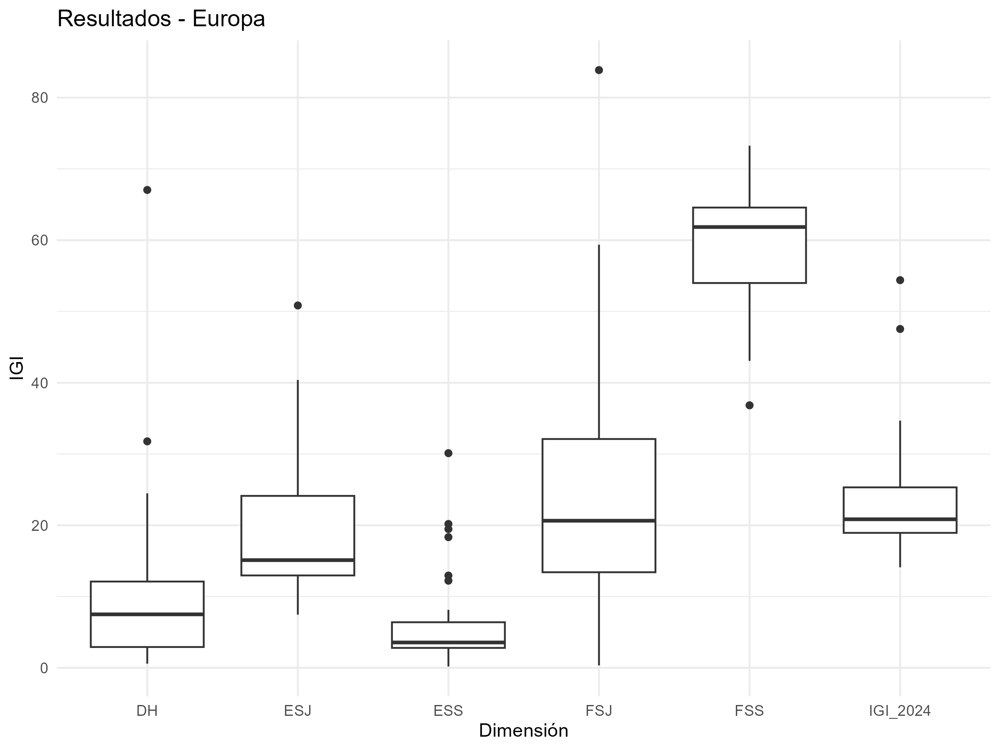 Resultados - Europa
IGI
80
60
40
20
0
DH ESJ ESS FSJ FSS IGI_2024
Dimensión